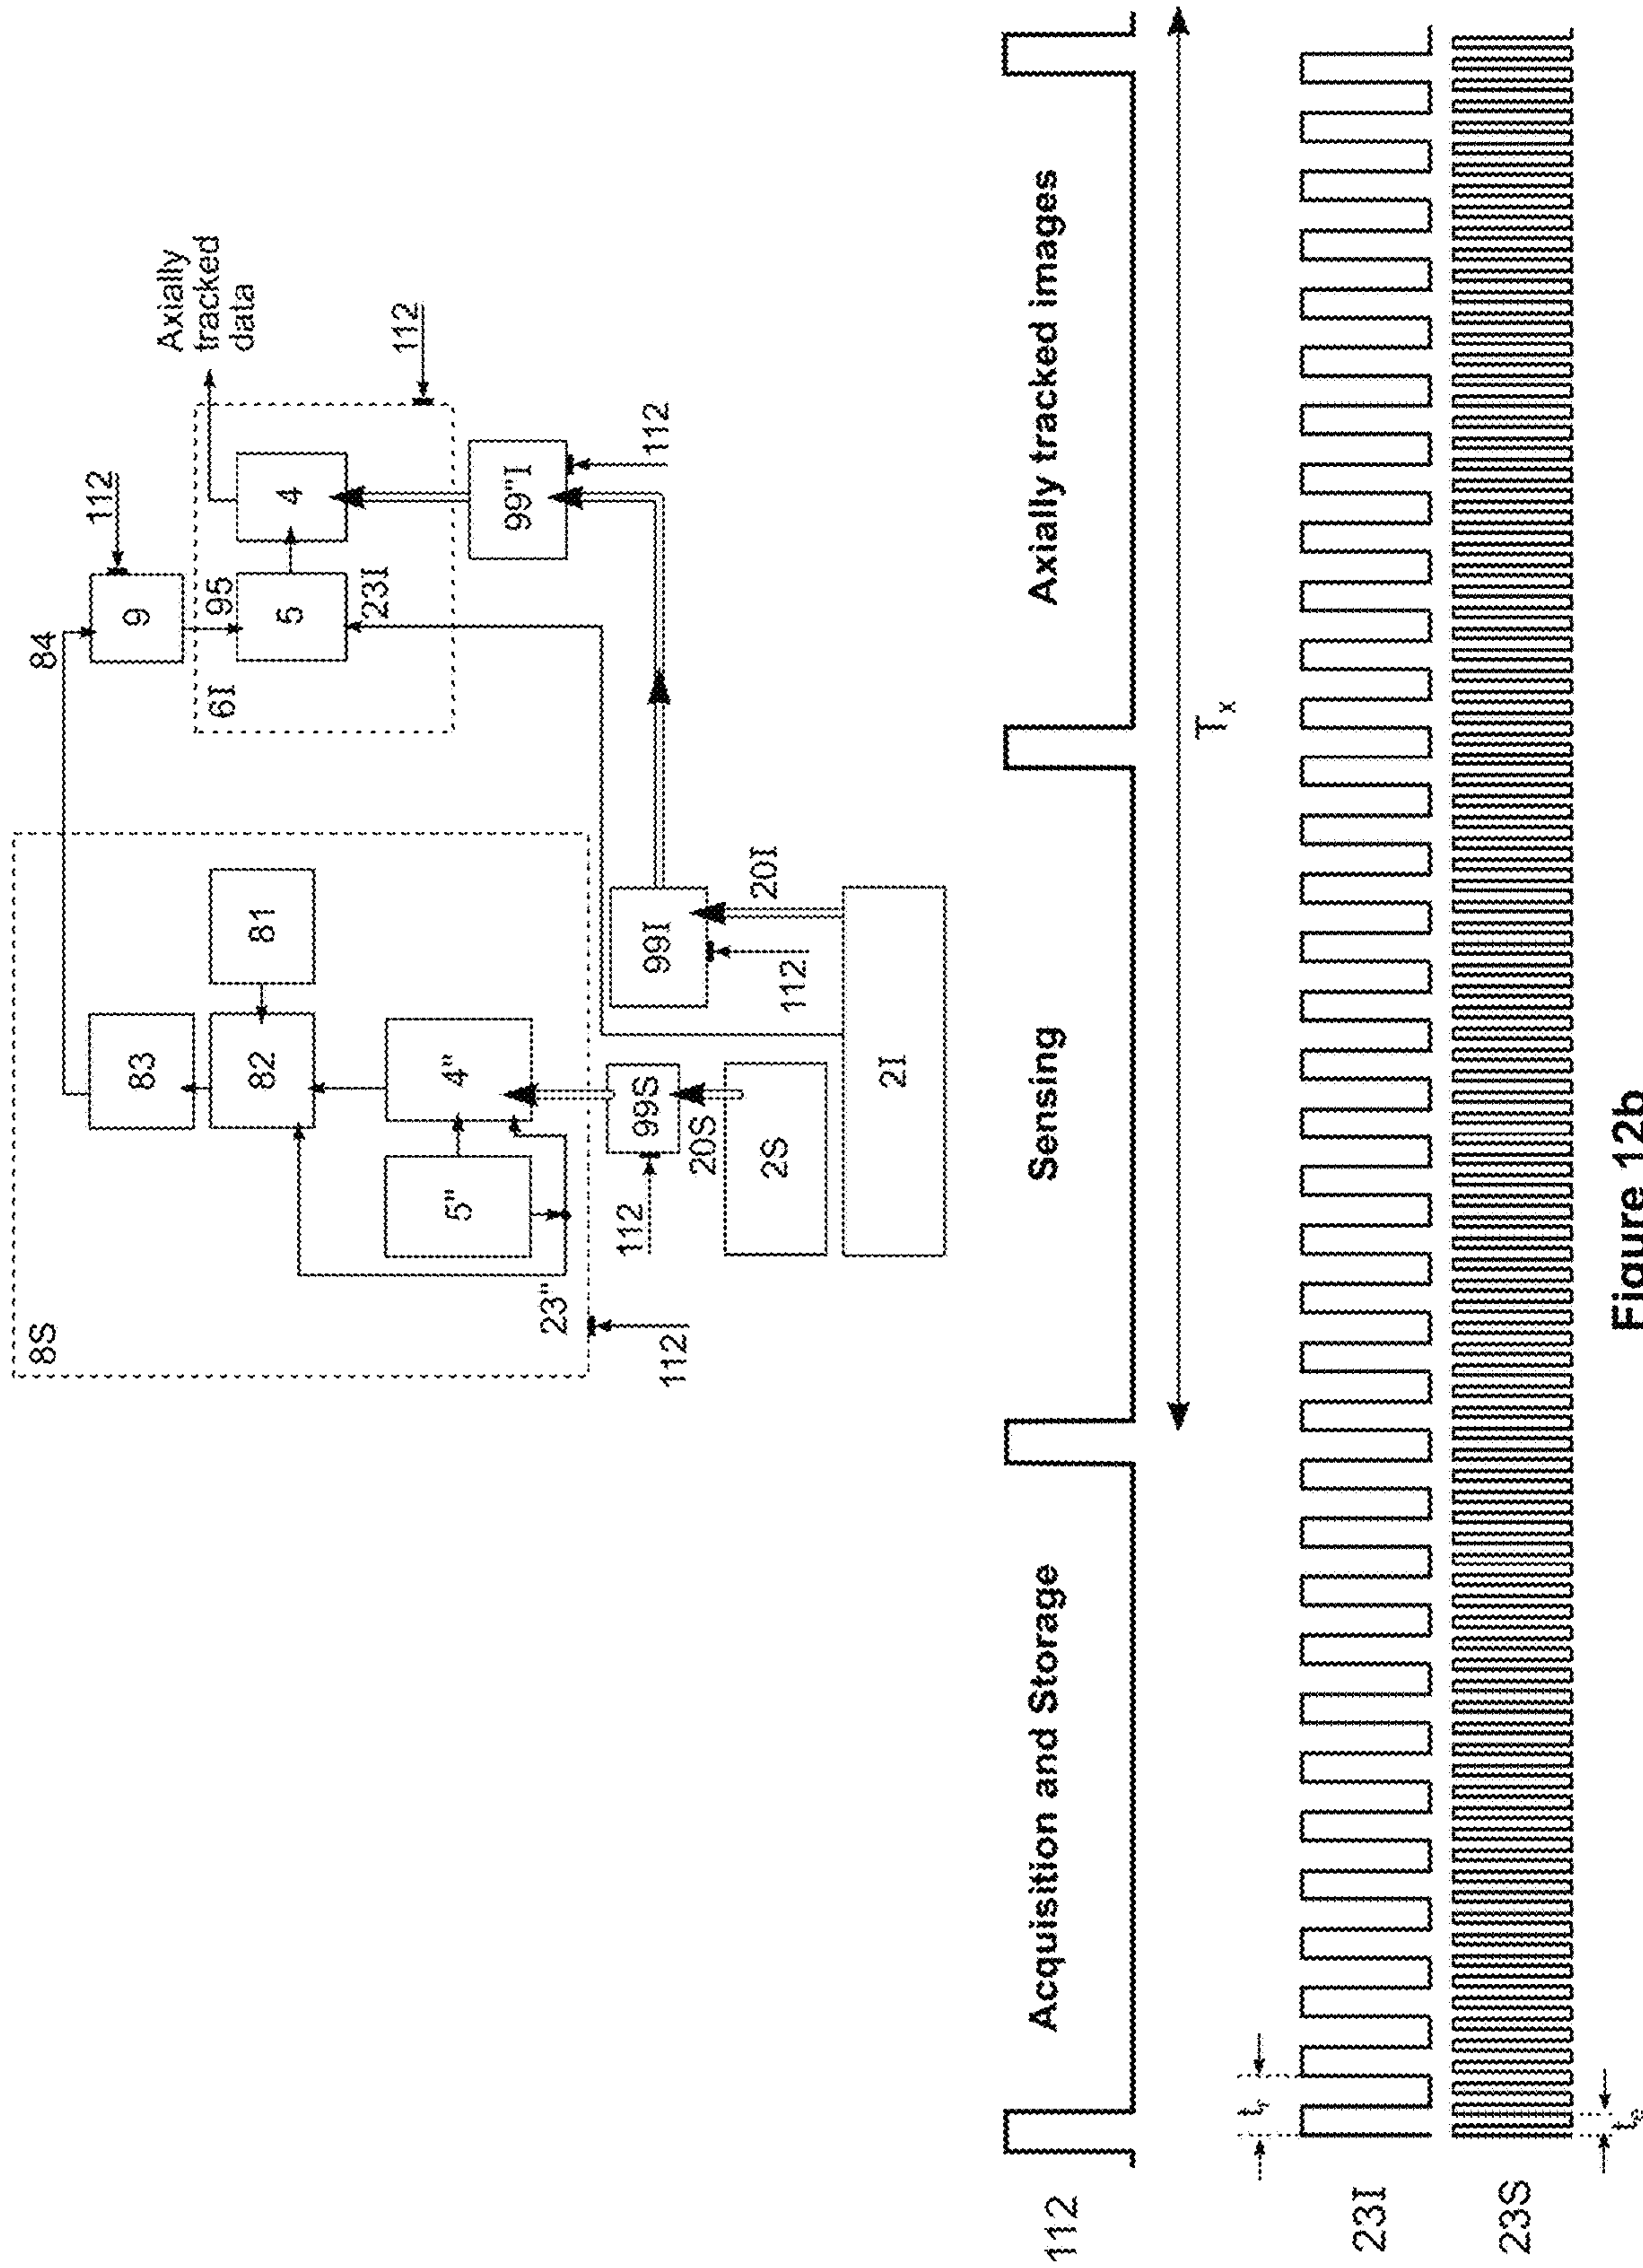 8S
83
82
81
4"
5"
23"
112
84
9
112
95
6I
5
4
23I
Axially
tracked
data
112
99"I
112
99S
112
20S
2S
99I
112
20I
2I
112
Acquisition and Storage
Sensing
Axially tracked images
Tx
tr
23I
23S
Figure 12b